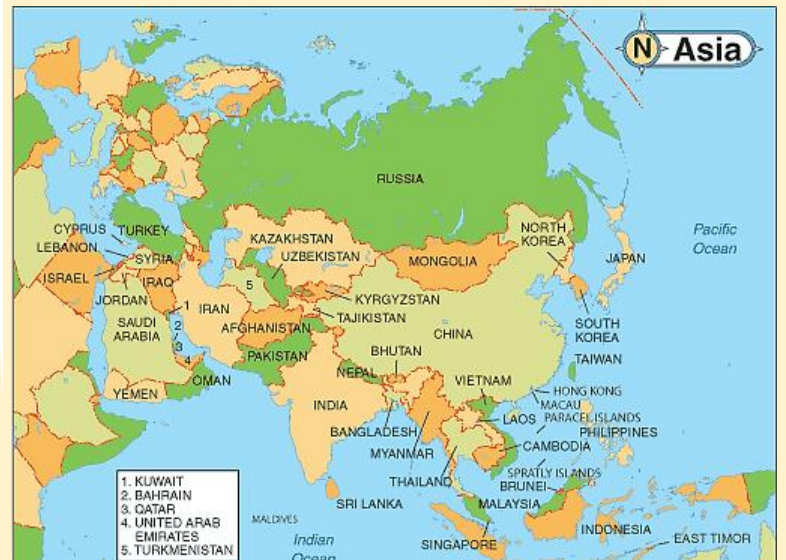 N Asia
RUSSIA
Pacific
Ocean
CYPRUS
TURKEY
LEBANON
SYRIA
ISRAEL
IRAQ
JORDAN
KAZAKHSTAN
UZBEKISTAN
MONGOLIA
NORTH
KOREA
JAPAN
5
1
IRAN
KYRGYZSTAN
TAJIKISTAN
SAUDI
ARABIA
2
3
4
AFGHANISTAN
CHINA
SOUTH
KOREA
PAKISTAN
BHUTAN
TAIWAN
NEPAL
OMAN
YEMEN
INDIA
VIETNAM
HONG KONG
MACAU
PARACEL ISLANDS
LAOS
PHILIPPINES
BANGLADESH
CAMBODIA
MYANMAR
SPRATLY ISLANDS
THAILAND
BRUNEI
SRI LANKA
MALAYSIA
MALDIVES
INDONESIA
EAST TIMOR
SINGAPORE
Indian
Ocean
1. KUWAIT
2. BAHRAIN
3. QATAR
4. UNITED ARAB
EMIRATES
5. TURKMENISTAN